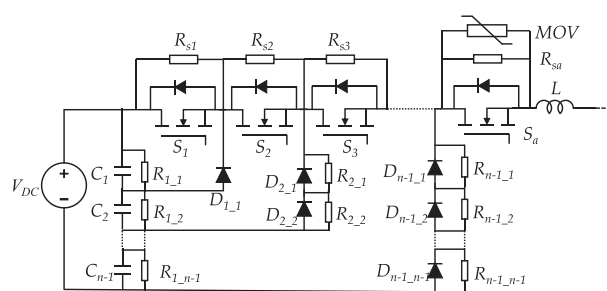 MOV
R_s1 R_s2 R_s3 R_sa
L
S_1 S_2 S_3 S_a
V_DC + −
C_1 R_1_1 D_1_1 D_2_1 R_2_1 D_n-1_1 R_n-1_1
C_2 R_1_2 D_2_2 R_2_2 D_n-1_2 R_n-1_2
C_n-1 R_1_n-1 D_n-1_n-1 R_n-1_n-1